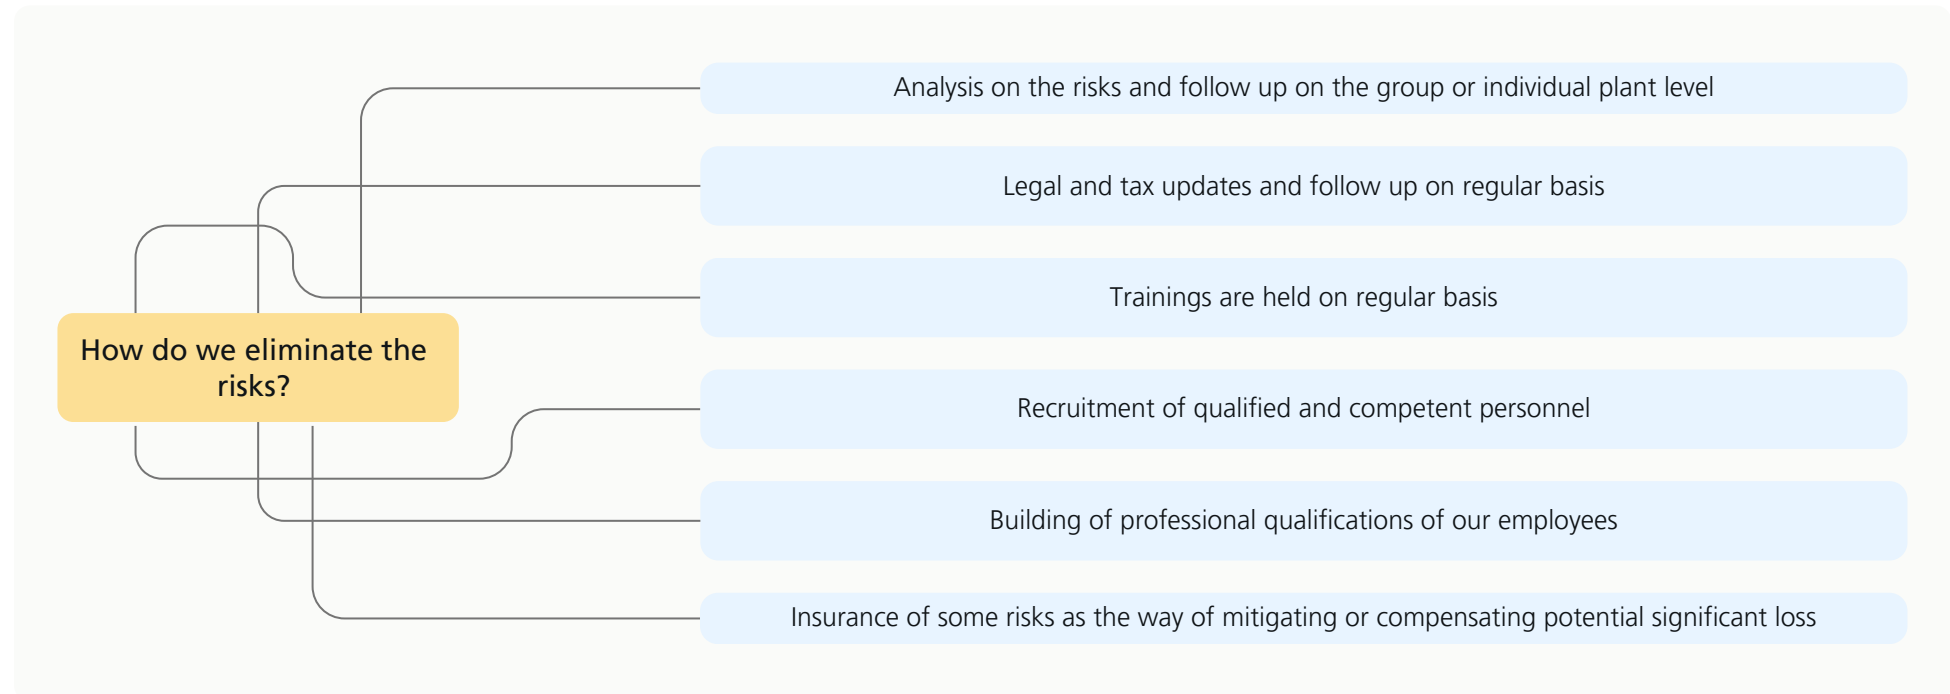 Analysis on the risks and follow up on the group or individual plant level
Legal and tax updates and follow up on regular basis
Trainings are held on regular basis
How do we eliminate the
risks?
Recruitment of qualified and competent personnel
Building of professional qualifications of our employees
Insurance of some risks as the way of mitigating or compensating potential significant loss